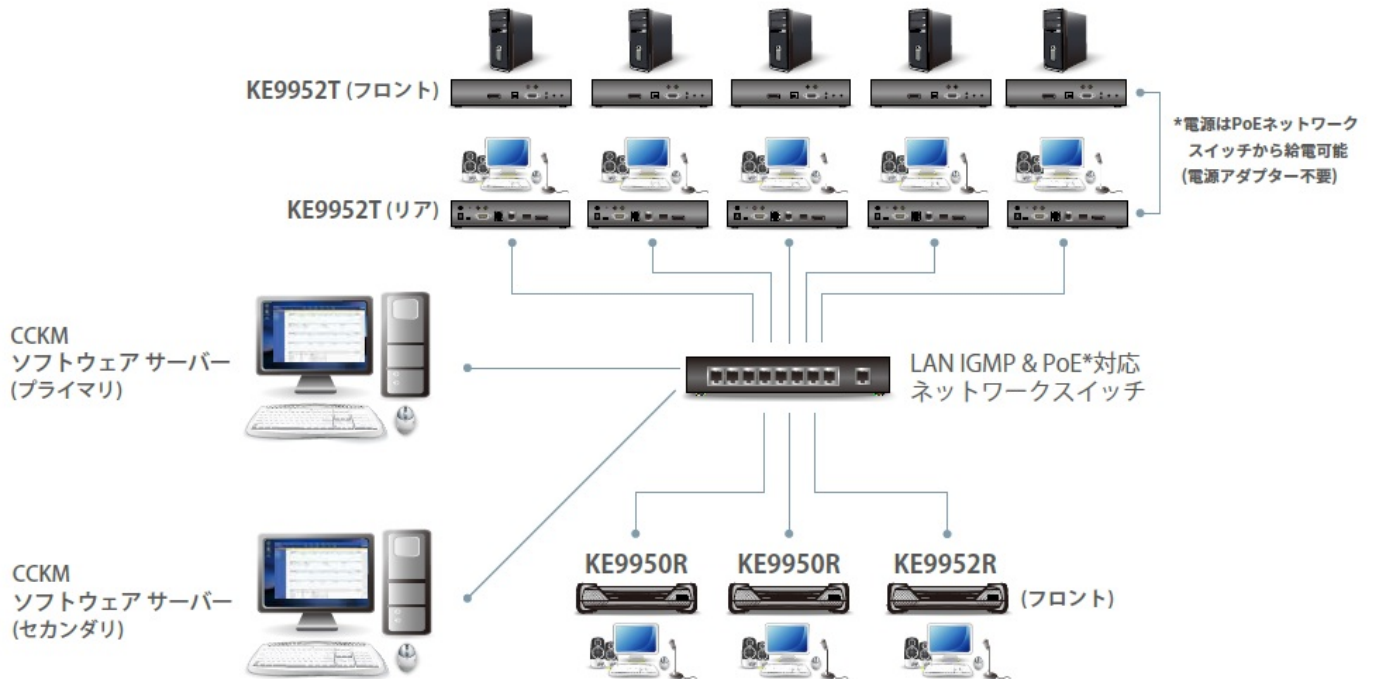 KE9952T (フロント)
*電源はPoEネットワーク
スイッチから給電可能
(電源アダプター不要)
KE9952T (リア)
CCKM
ソフトウェア サーバー
(プライマリ)
LAN IGMP & PoE*対応
ネットワークスイッチ
KE9950R
KE9950R
KE9952R
(フロント)
CCKM
ソフトウェア サーバー
(セカンダリ)